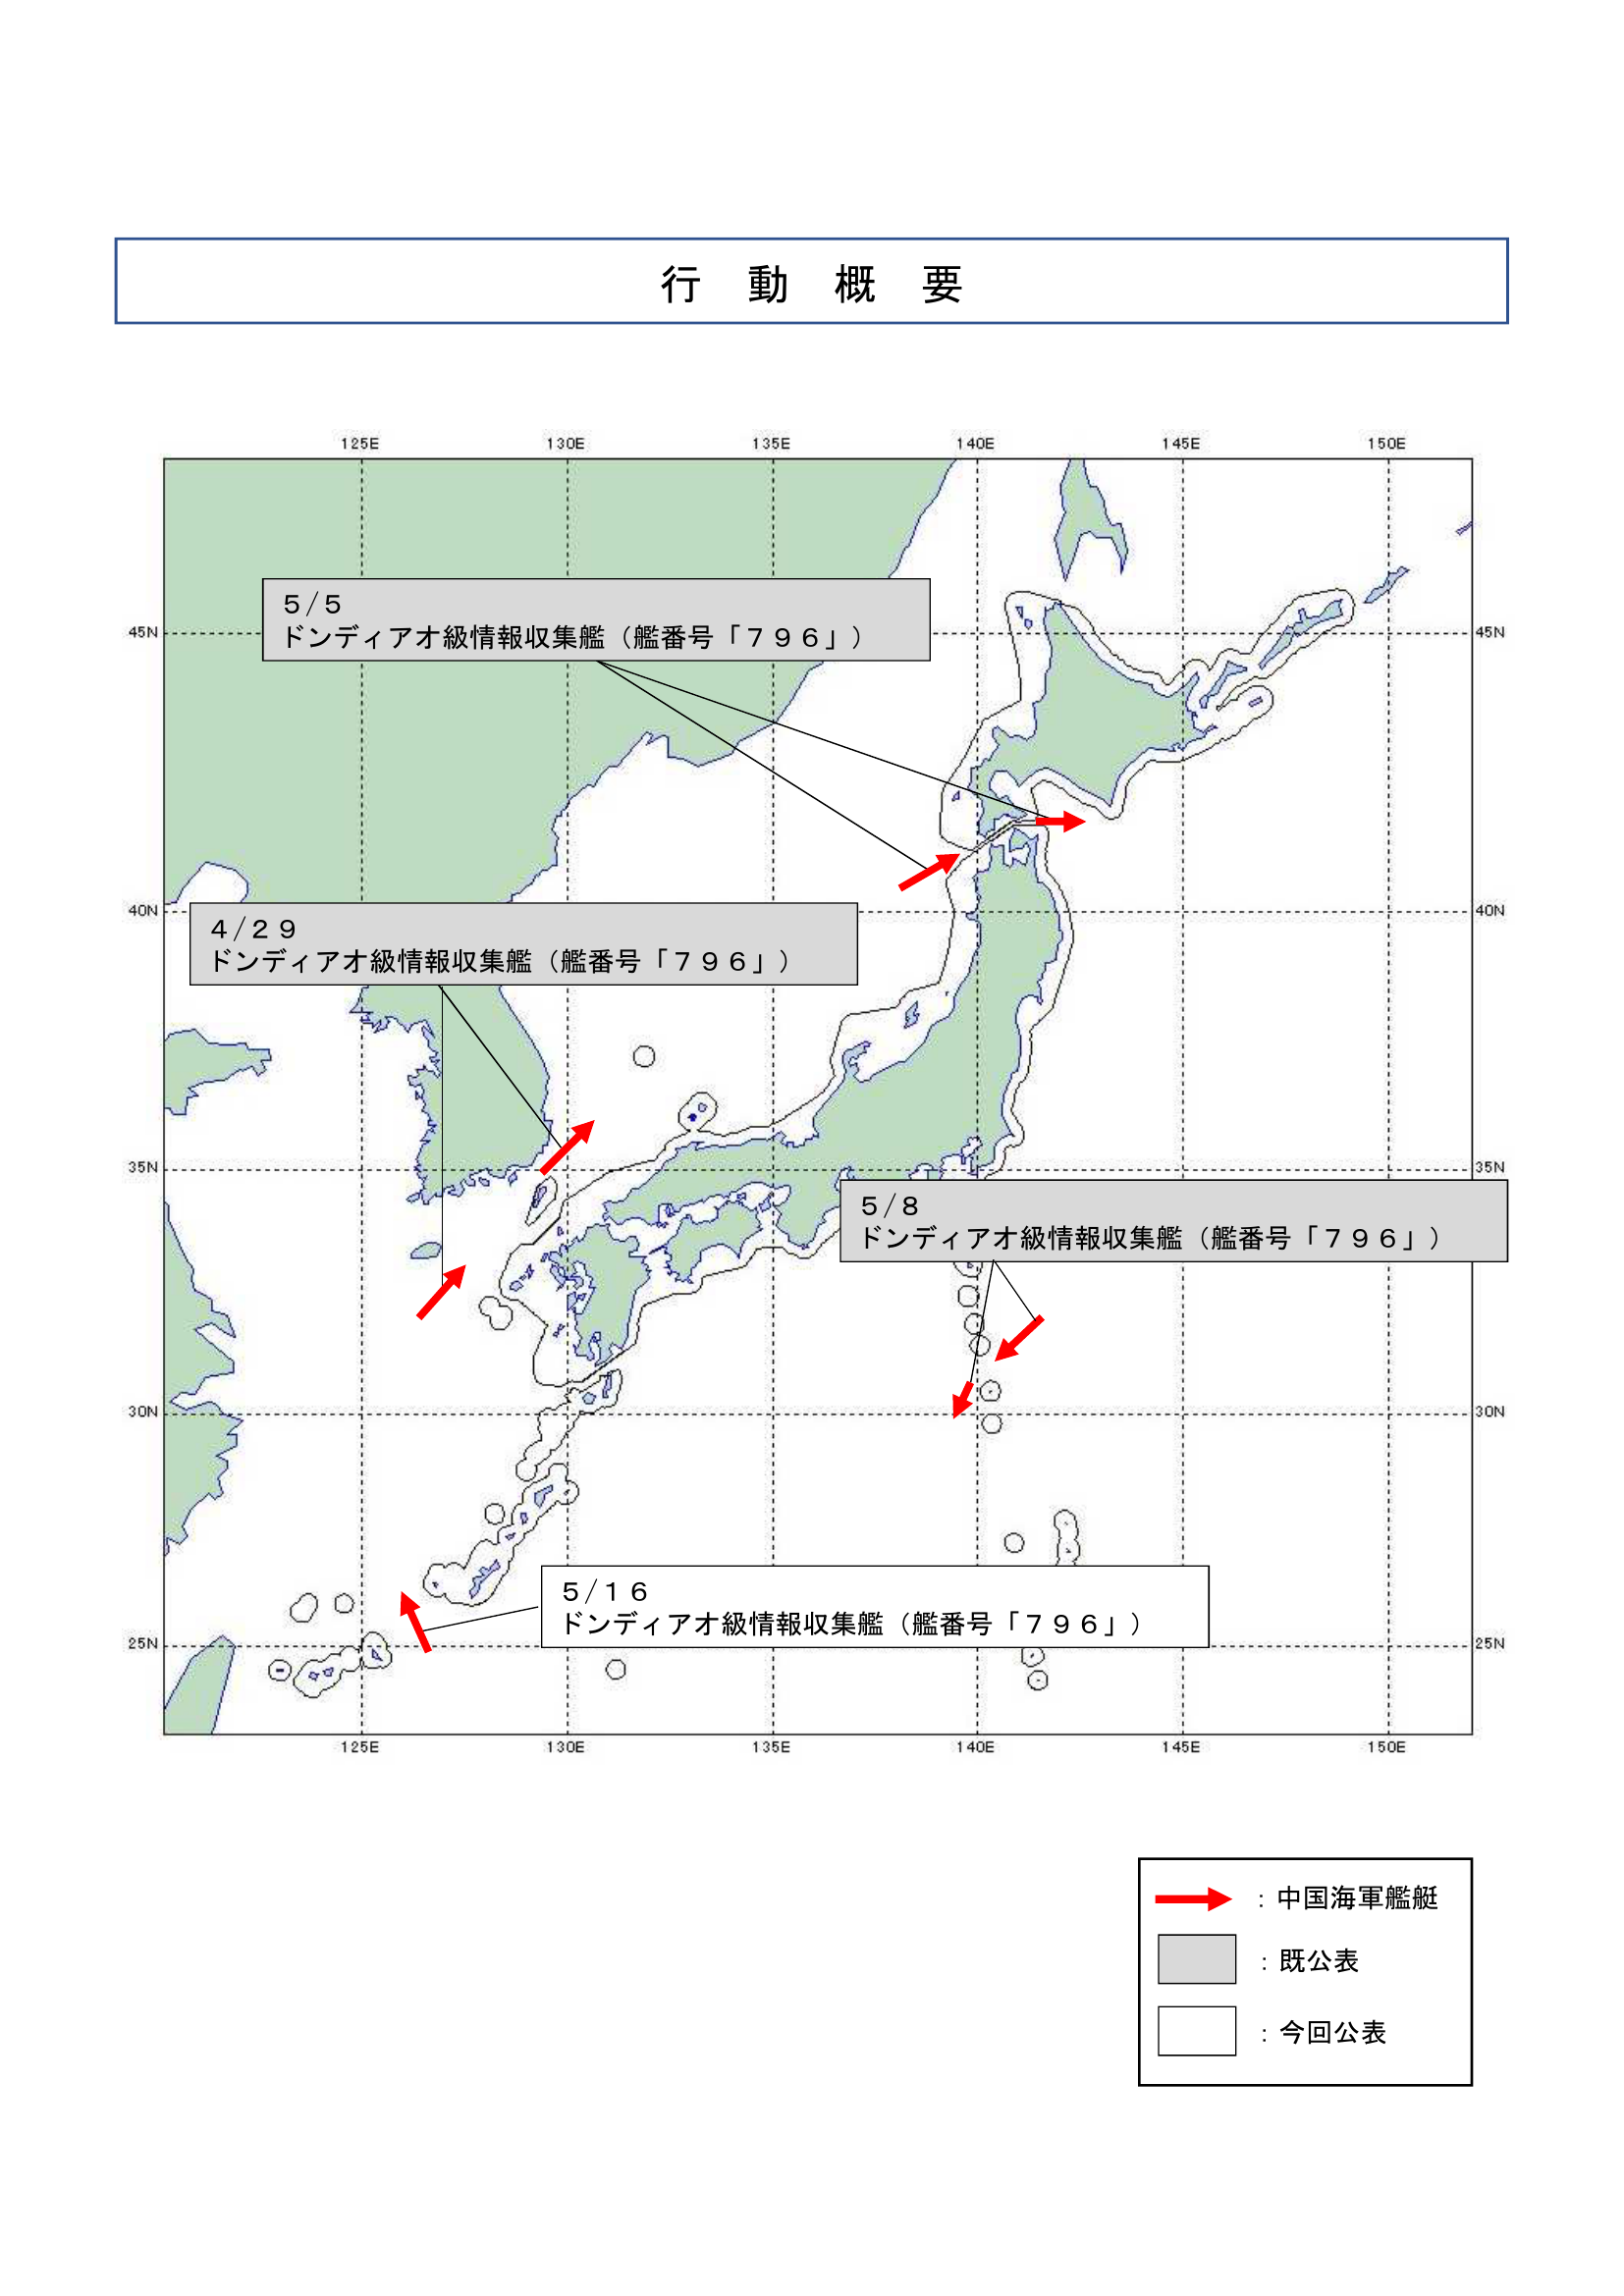 行　動　概　要
125E 130E 135E 140E 145E 150E
５/５
45N ドンディアオ級情報収集艦（艦番号「７９６」） 45N
40N 40N
４/２９
ドンディアオ級情報収集艦（艦番号「７９６」）
35N 35N
５/８
ドンディアオ級情報収集艦（艦番号「７９６」）
30N 30N
５/１６
ドンディアオ級情報収集艦（艦番号「７９６」）
25N 25N
125E 130E 135E 140E 145E 150E
：中国海軍艦艇
：既公表
：今回公表